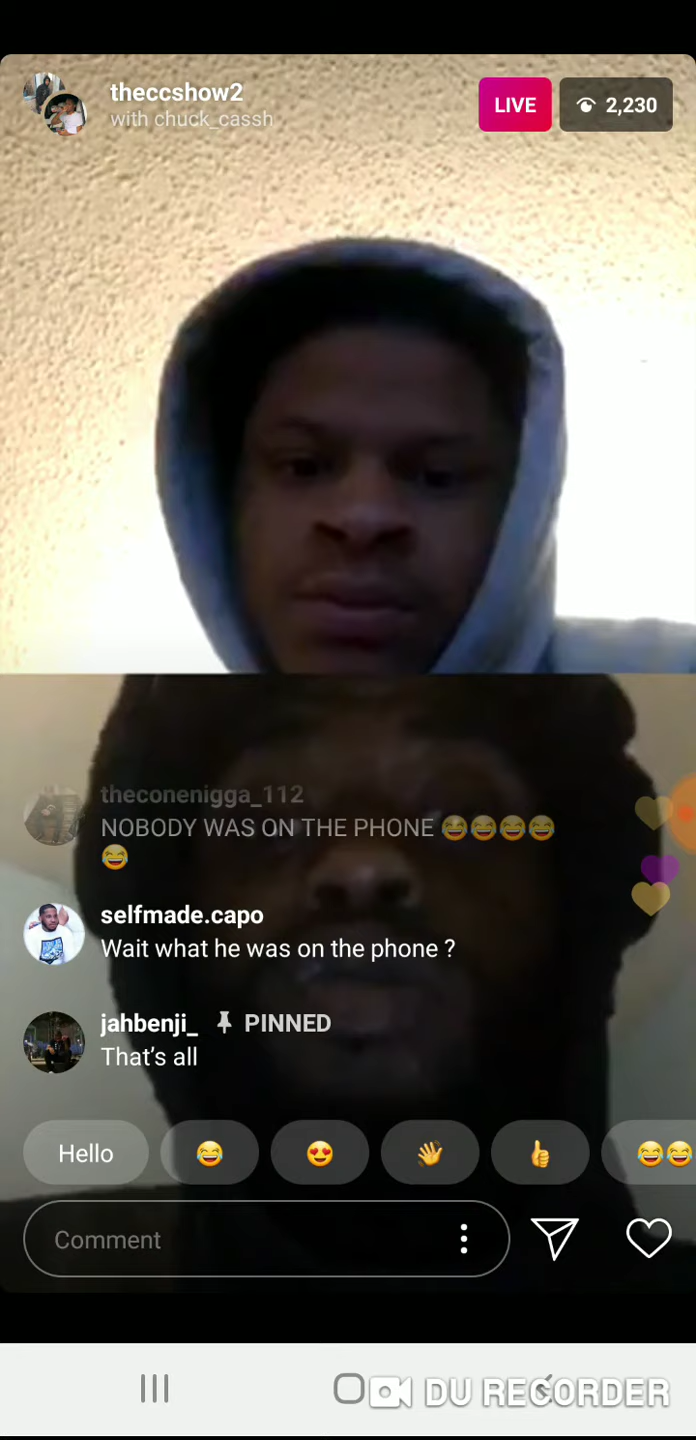 theccshow2
with chuck_cassh
LIVE
2,230
theconenigga_112
NOBODY WAS ON THE PHONE 😂😂😂😂
😂
selfmade.capo
Wait what he was on the phone ?
jahbenji_ PINNED
That's all
Hello 😂 😍 👋 👍 😂😂
Comment
DU RECORDER